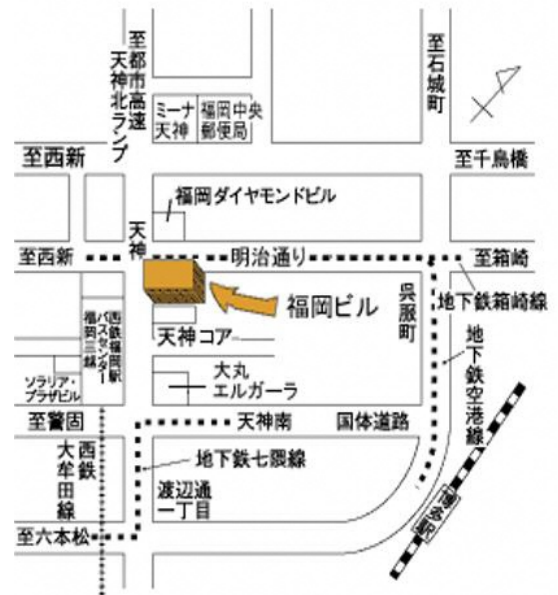 至都市高速
天神北ランプ
ミーナ
天神
福岡中央
郵便局
至石城町
至西新
至千鳥橋
福岡ダイヤモンドビル
天神
至西新
明治通り
至箱崎
地下鉄箱崎線
福岡ビル
呉服町
西鉄福岡駅
バスセンター
福岡三越
天神コア
地下鉄空港線
大丸
エルガーラ
ソラリア・
プラザビル
至警固
天神南
国体道路
西鉄
大牟田線
地下鉄七隈線
渡辺通
一丁目
博多駅
至六本松